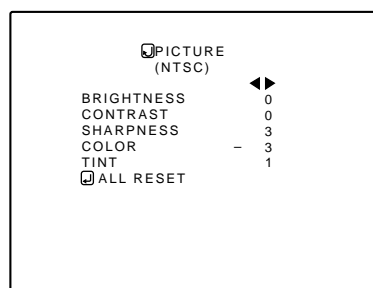 PICTURE
(NTSC)
◀▶
BRIGHTNESS 0
CONTRAST 0
SHARPNESS 3
COLOR – 3
TINT 1
ALL RESET